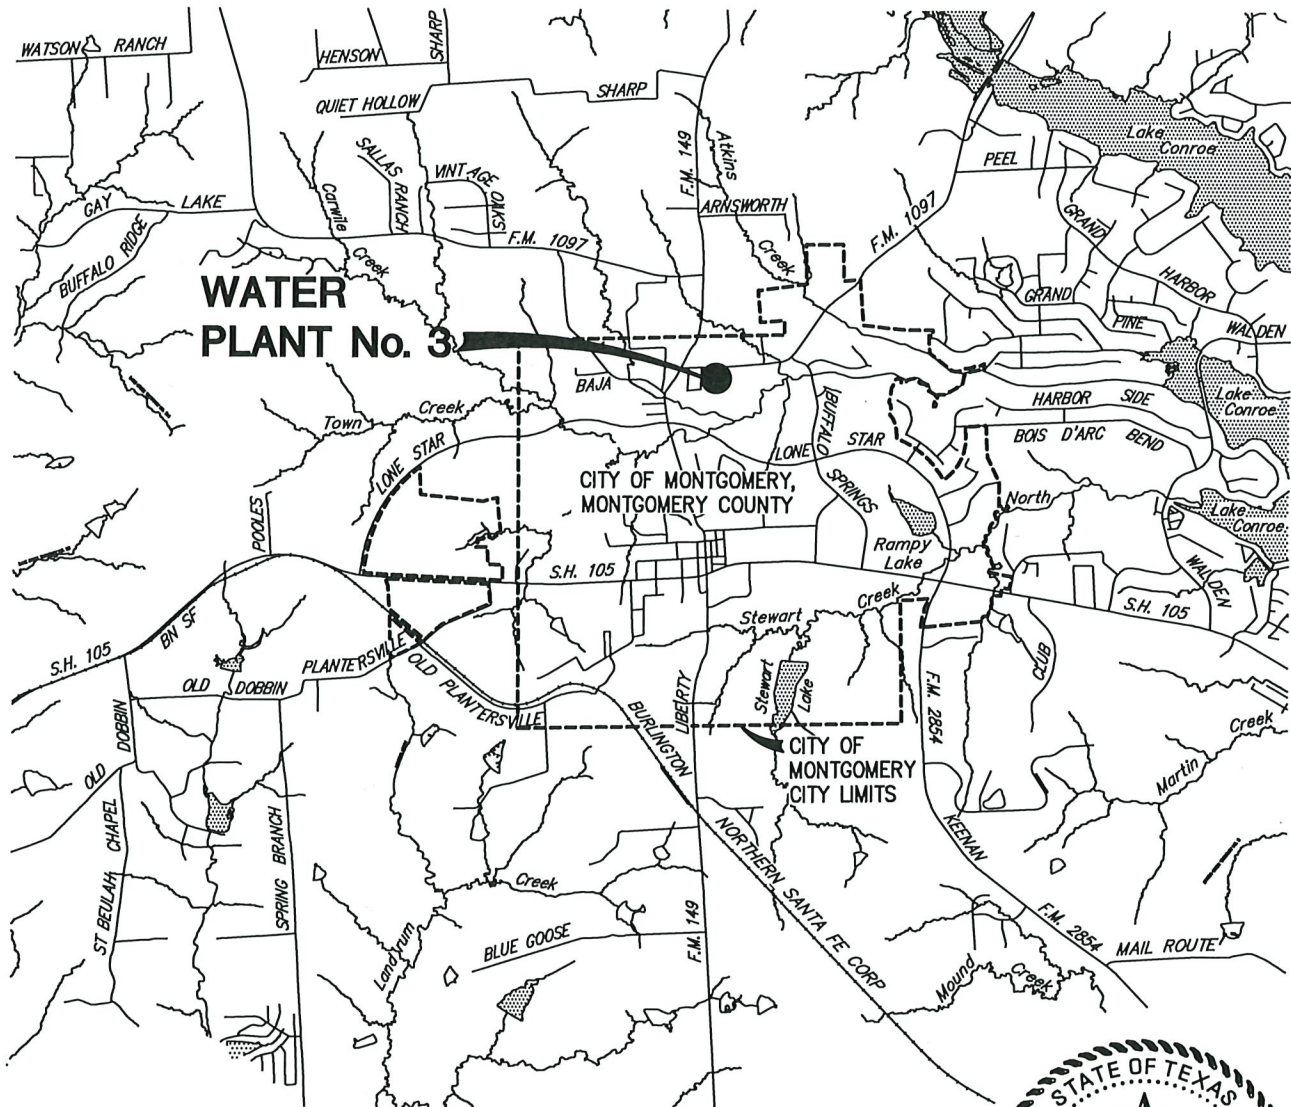 WATSON RANCH
HENSON
SHARP
QUIET HOLLOW
SHARP
SALLAS RANCH
VINTAGE OAKS
F.M. 149
Atkins
Creek
ARNSWORTH
PEEL
Lake
Conroe
GAY LAKE
BUFFALO RIDGE
Carwile
Creek
F.M. 1097
F.M. 1097
GRAND
HARBOR
GRAND
PINE
WALDEN
WATER
PLANT No. 3
BAJA
Town Creek
LONE STAR
LONE STAR
BUFFALO
SPRINGS
HARBOR SIDE
BOIS D'ARC BEND
Lake
Conroe
CITY OF MONTGOMERY,
MONTGOMERY COUNTY
North
Lake
Conroe
POOLES
Rampy
Lake
S.H. 105
WALDEN
S.H. 105
BN SF
S.H. 105
Stewart Creek
PLANTERSVILLE
OLD PLANTERSVILLE
OLD DOBBIN
Stewart
Lake
CLUB
LIBERTY
F.M. 2854
BURLINGTON
CITY OF
MONTGOMERY
CITY LIMITS
Creek
Martin
OLD DOBBIN
ST BEULAH CHAPEL
SPRING BRANCH
KEENAN
NORTHERN SANTA FE CORP
Creek
Landrum
BLUE GOOSE
F.M. 149
F.M. 2854
MAIL ROUTE
Mound Creek
STATE OF TEXAS